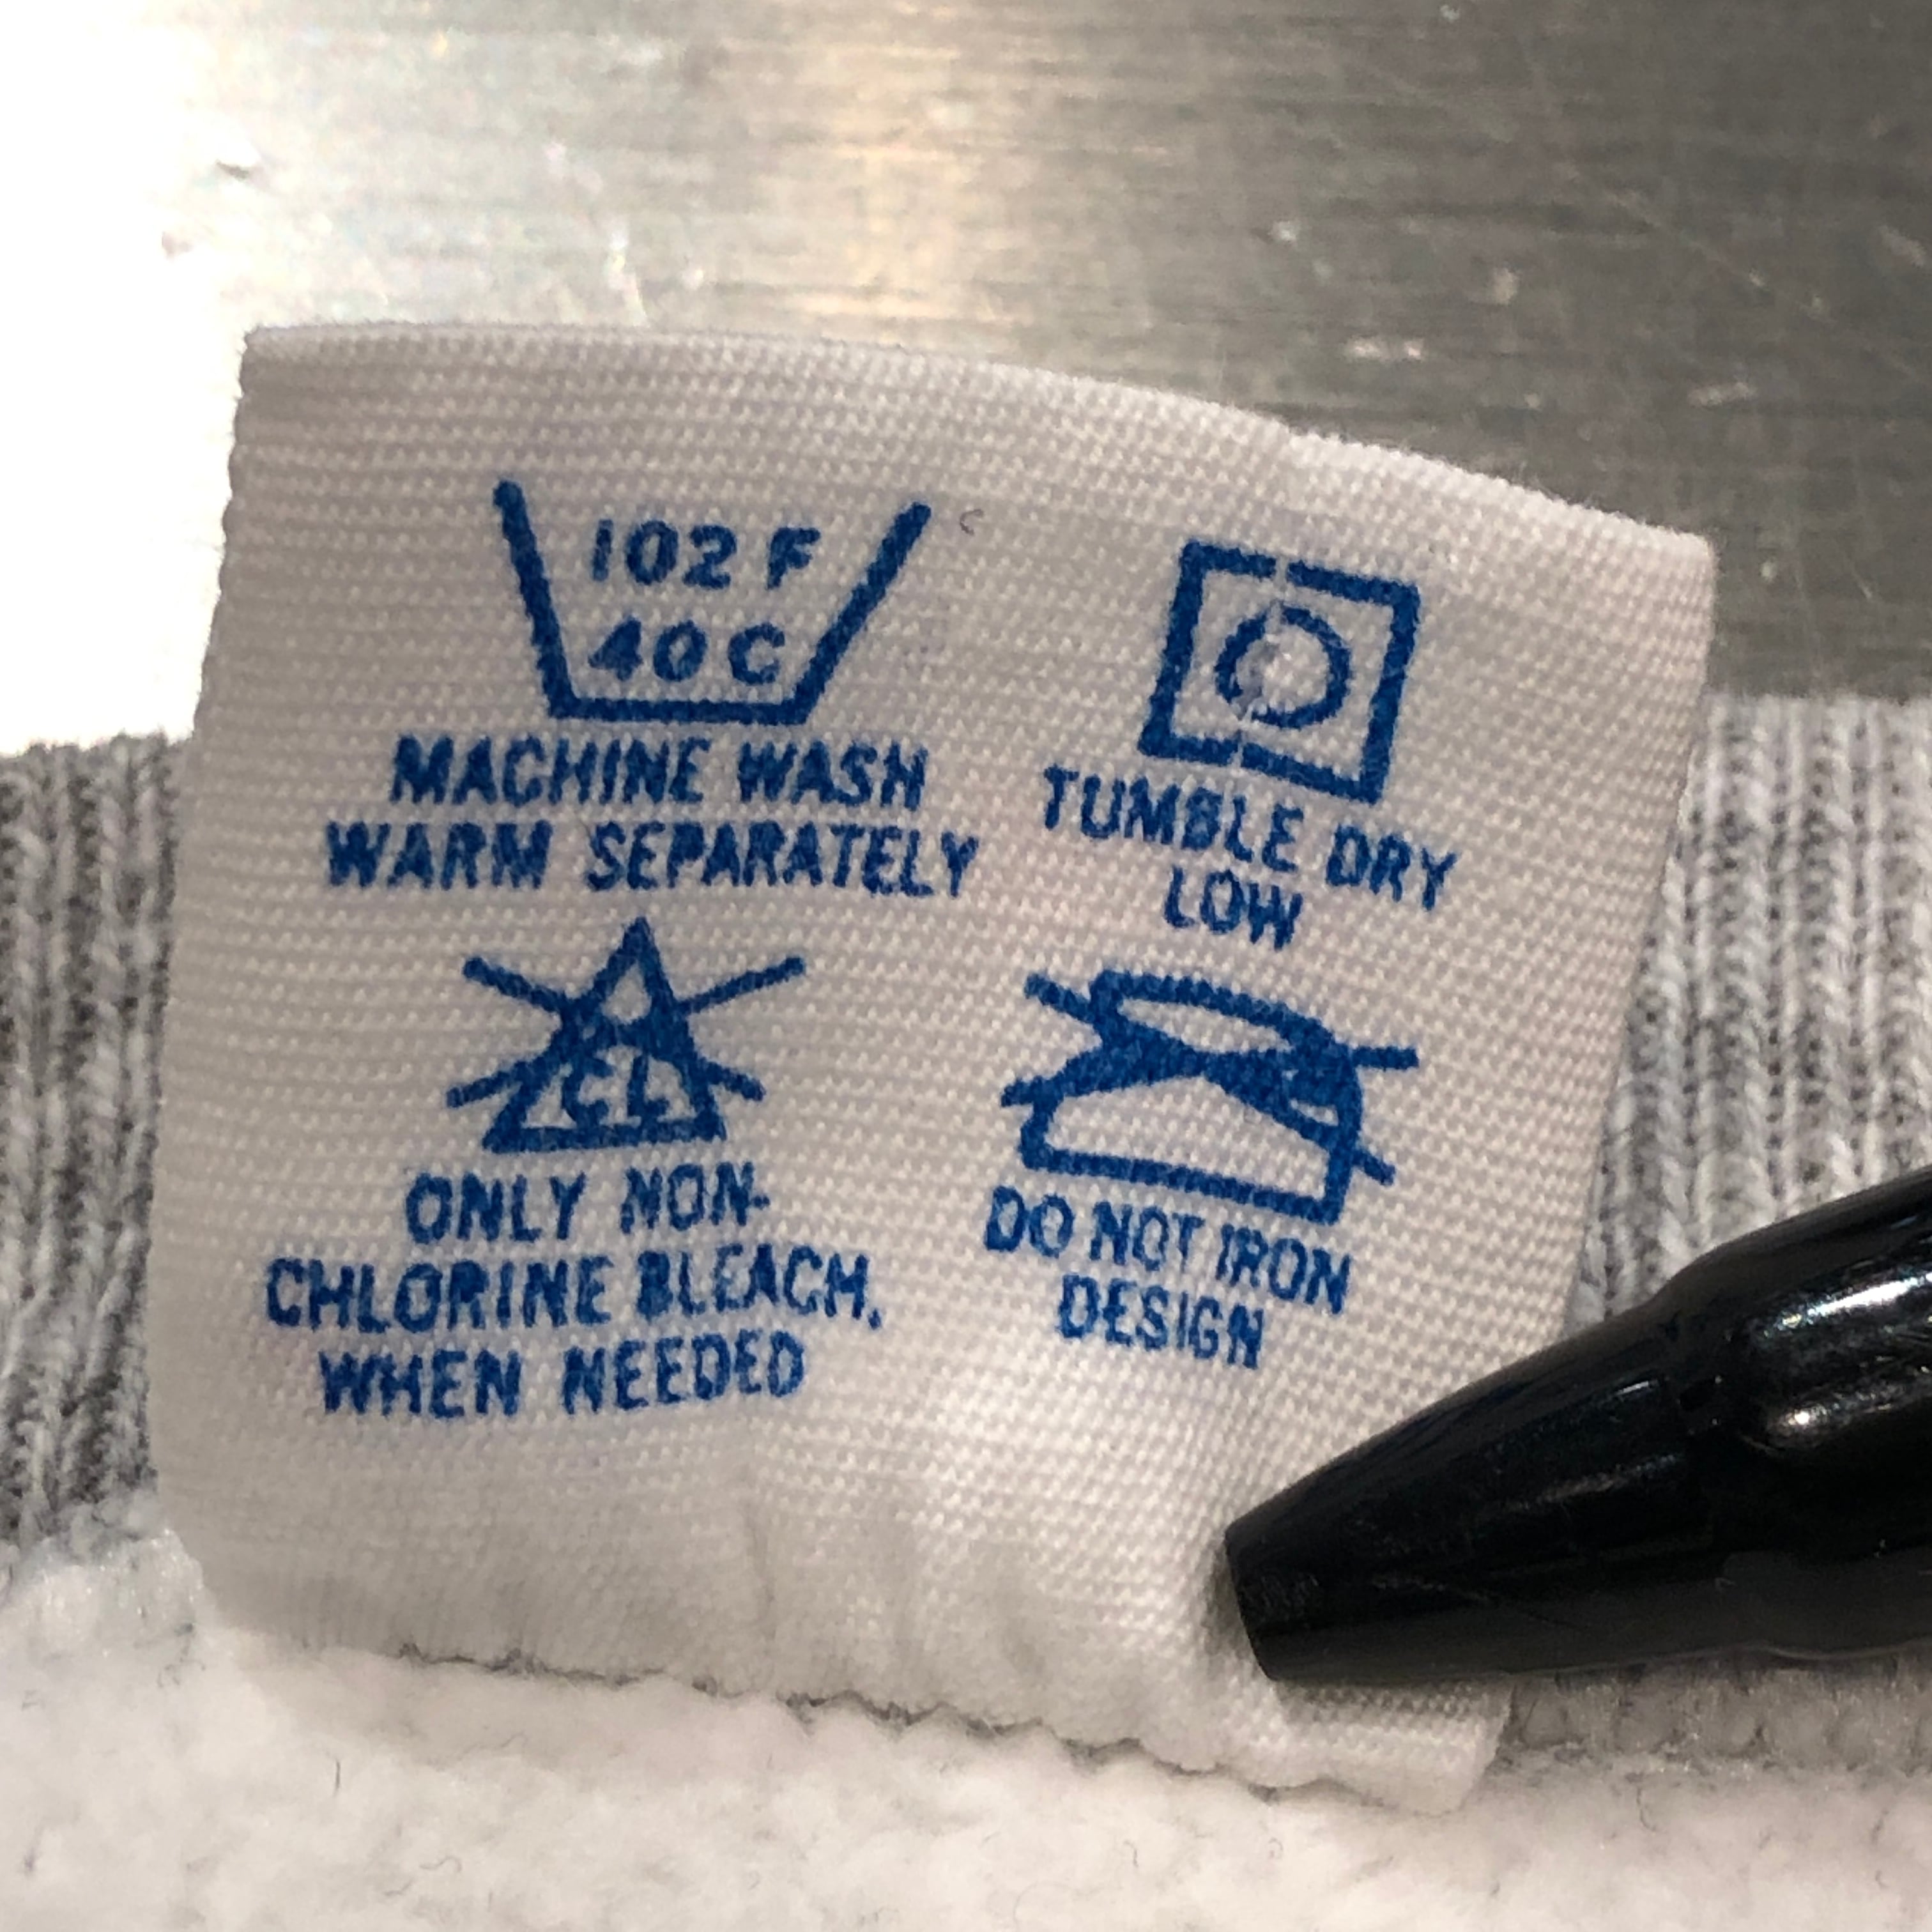 102 F
40 C
MACHINE WASH
WARM SEPARATELY
TUMBLE DRY
LOW
CL
ONLY NON-
CHLORINE BLEACH,
WHEN NEEDED
DO NOT IRON
DESIGN